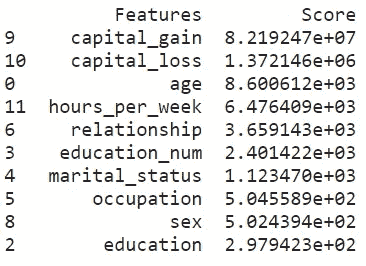 Features Score
9 capital_gain 8.219247e+07
10 capital_loss 1.372146e+06
0 age 8.600612e+03
11 hours_per_week 6.476409e+03
6 relationship 3.659143e+03
3 education_num 2.401422e+03
4 marital_status 1.123470e+03
5 occupation 5.045589e+02
8 sex 5.024394e+02
2 education 2.979423e+02